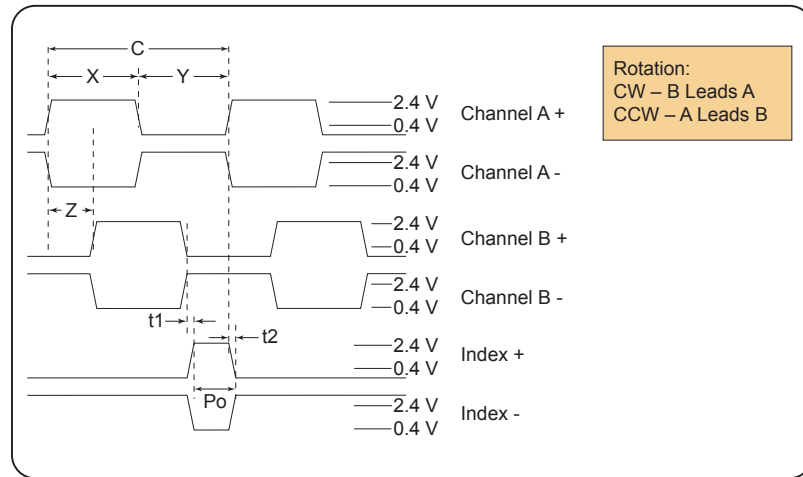 C
X Y
2.4 V
0.4 V
Channel A +
2.4 V
0.4 V
Channel A -
Z
2.4 V
0.4 V
Channel B +
2.4 V
0.4 V
Channel B -
t1
t2
2.4 V
0.4 V
Index +
Po
2.4 V
0.4 V
Index -
Rotation:
CW – B Leads A
CCW – A Leads B